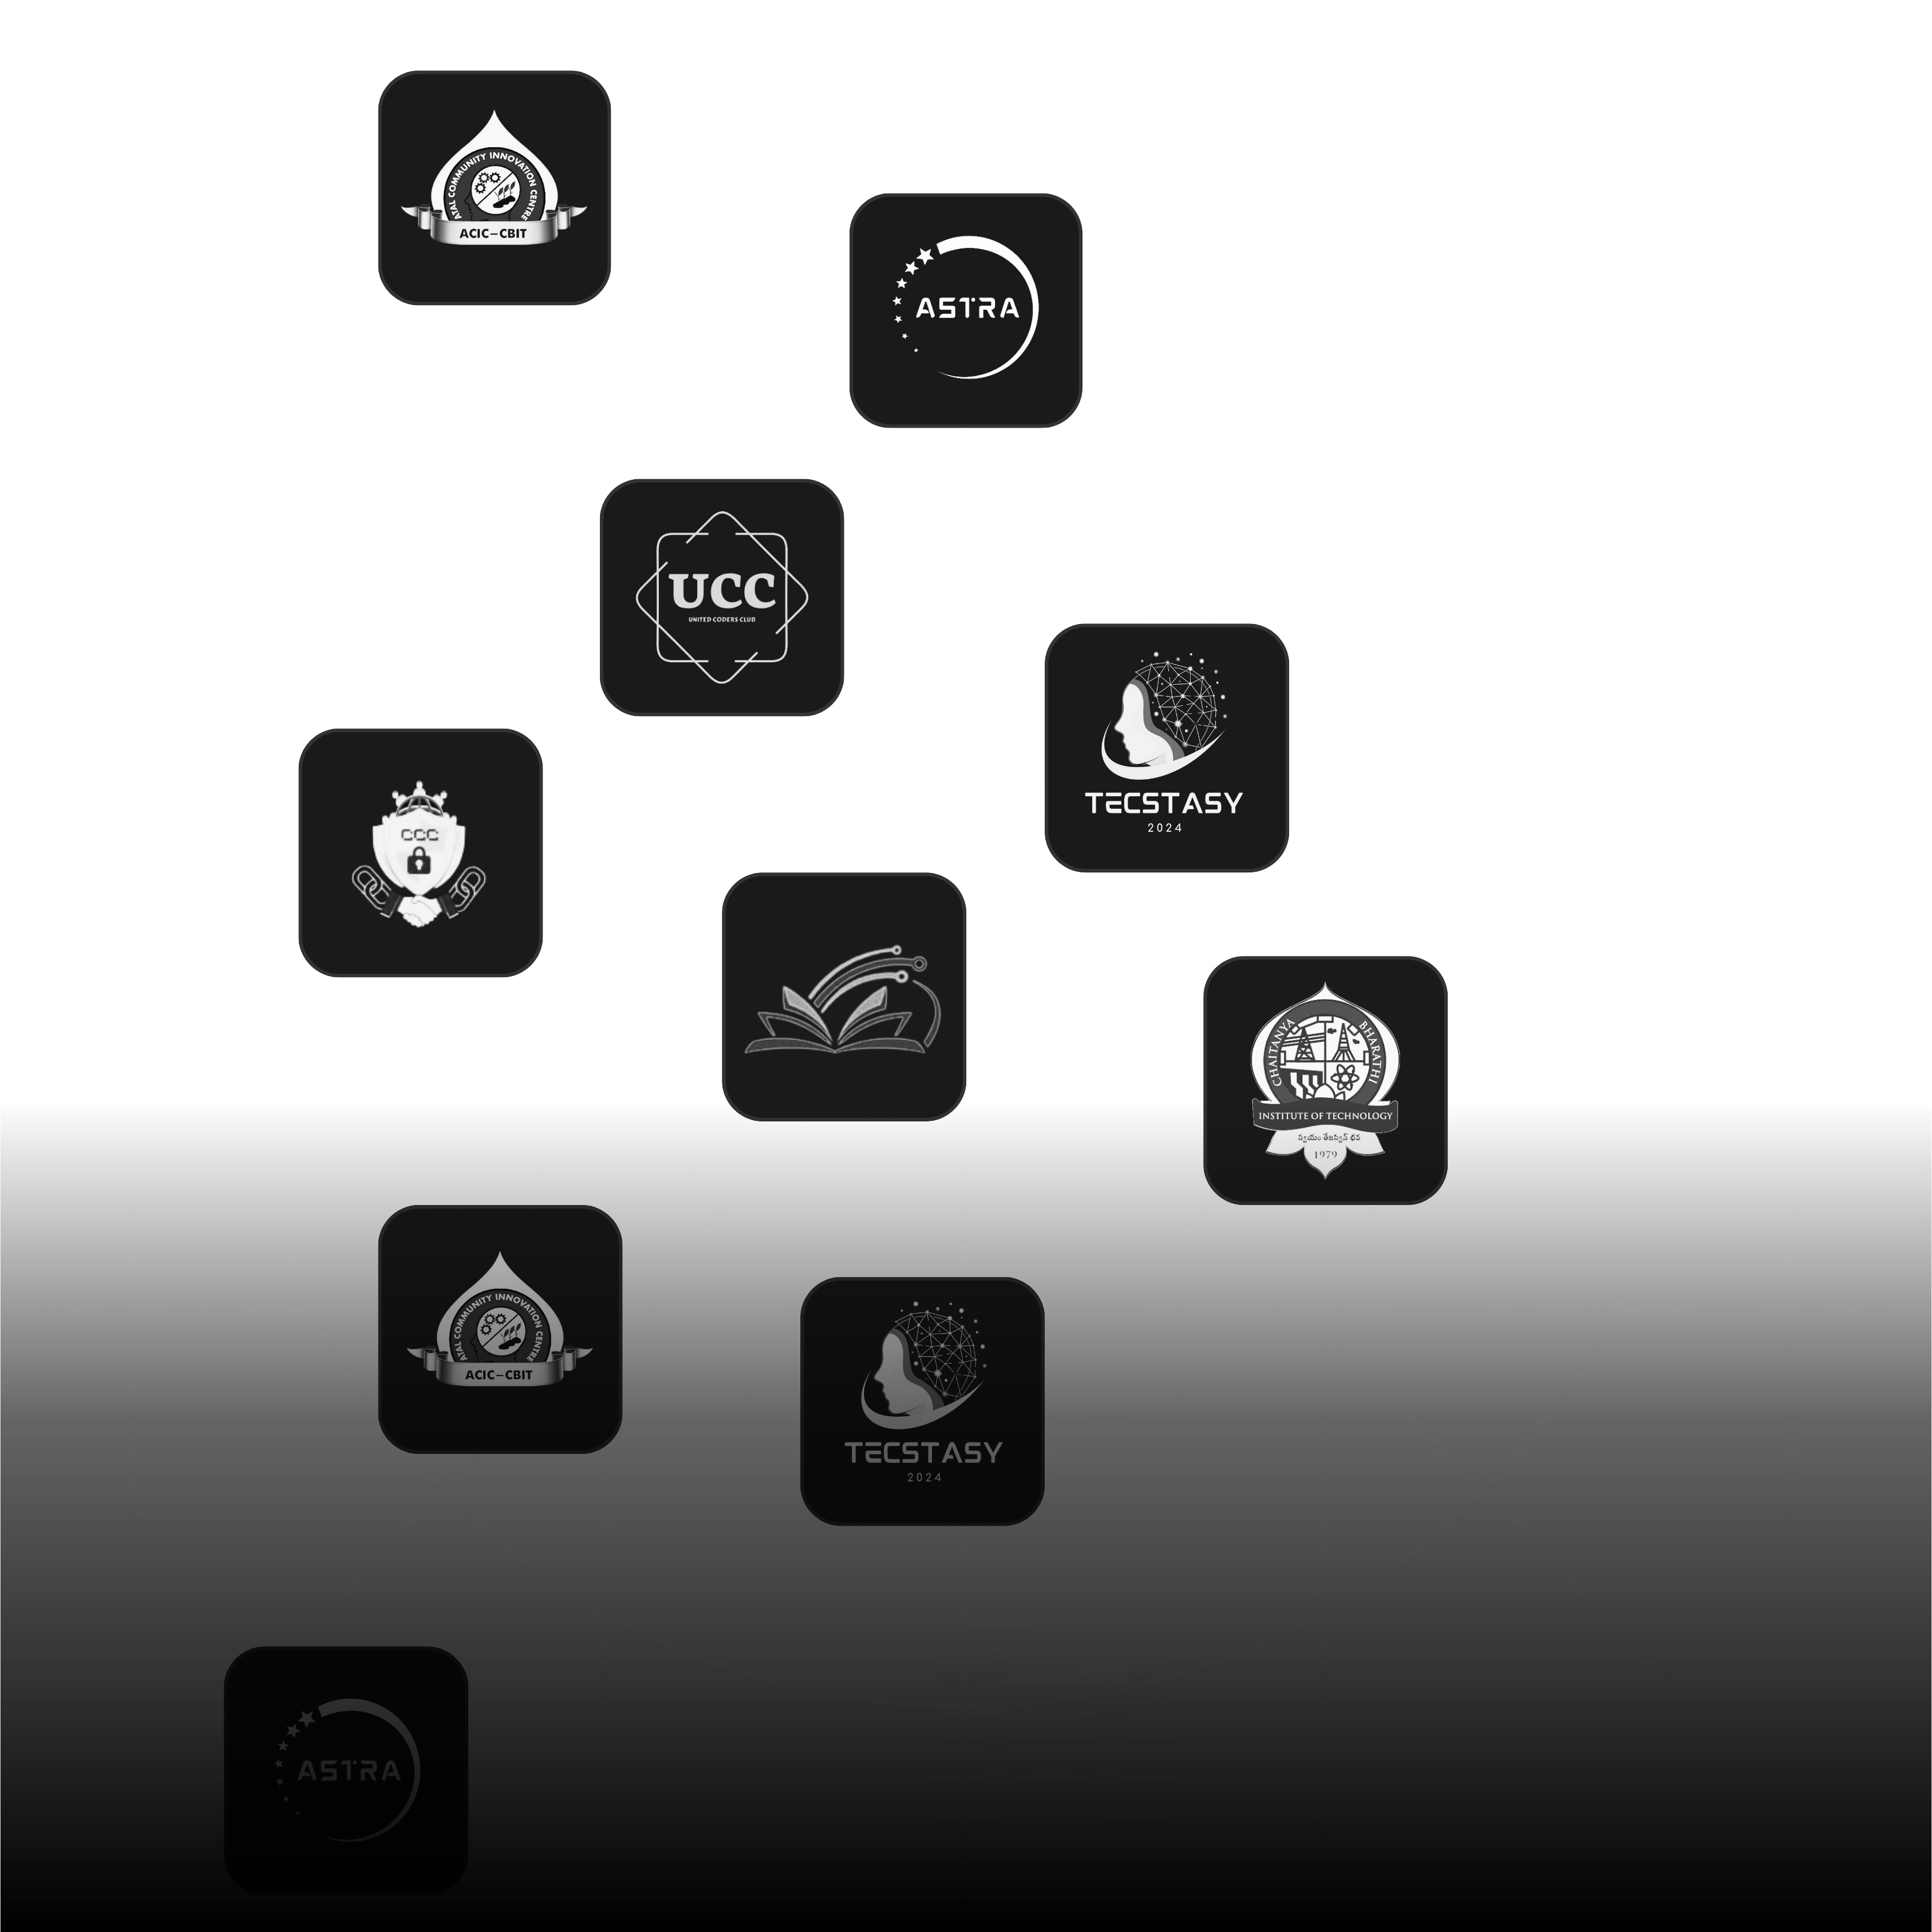 ATAL COMMUNITY INNOVATION CENTRE
ACIC–CBIT
ASTRA
UCC
UNITED CODERS CLUB
TECSTASY
2024
CCC
CHAITANYA BHARATHI
INSTITUTE OF TECHNOLOGY
స్వయం తేజస్విన్ భవ
1979
ATAL COMMUNITY INNOVATION CENTRE
ACIC–CBIT
TECSTASY
2024
ASTRA